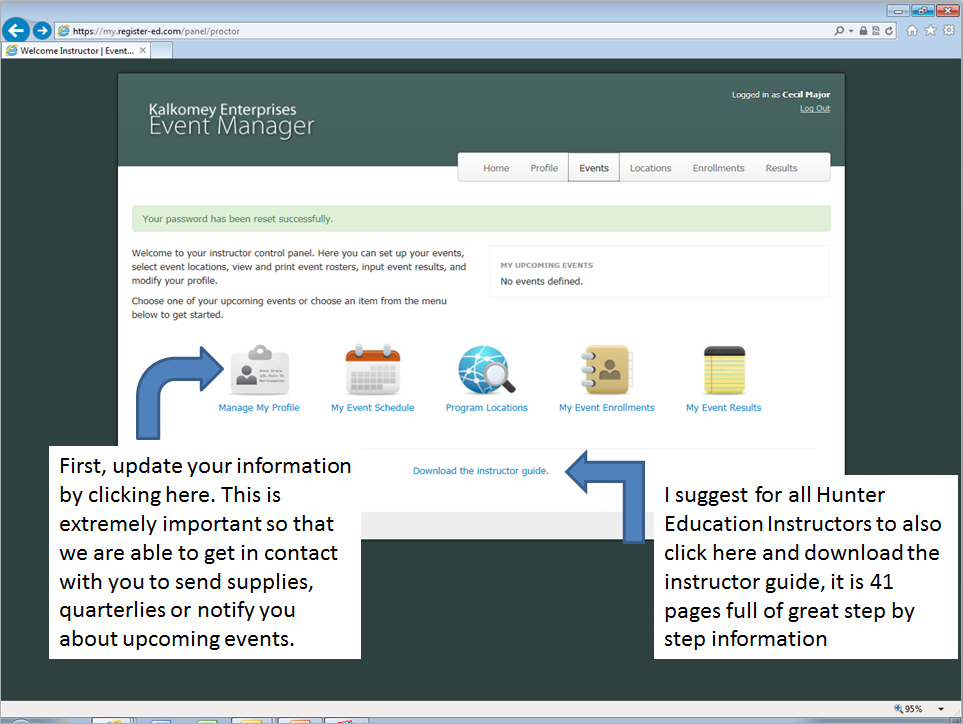 https://my.register-ed.com/panel/proctor
Welcome Instructor | Event...
Logged in as Cecil Major
Log Out
Kalkomey Enterprises
Event Manager
Home Profile Events Locations Enrollments Results
Your password has been reset successfully.
Welcome to your instructor control panel. Here you can set up your events,
select event locations, view and print event rosters, input event results, and
modify your profile.
Choose one of your upcoming events or choose an item from the menu
below to get started.
MY UPCOMING EVENTS
No events defined.
Manage My Profile My Event Schedule Program Locations My Event Enrollments My Event Results
Download the instructor guide.
First, update your information
by clicking here. This is
extremely important so that
we are able to get in contact
with you to send supplies,
quarterlies or notify you
about upcoming events.
I suggest for all Hunter
Education Instructors to also
click here and download the
instructor guide, it is 41
pages full of great step by
step information
95%